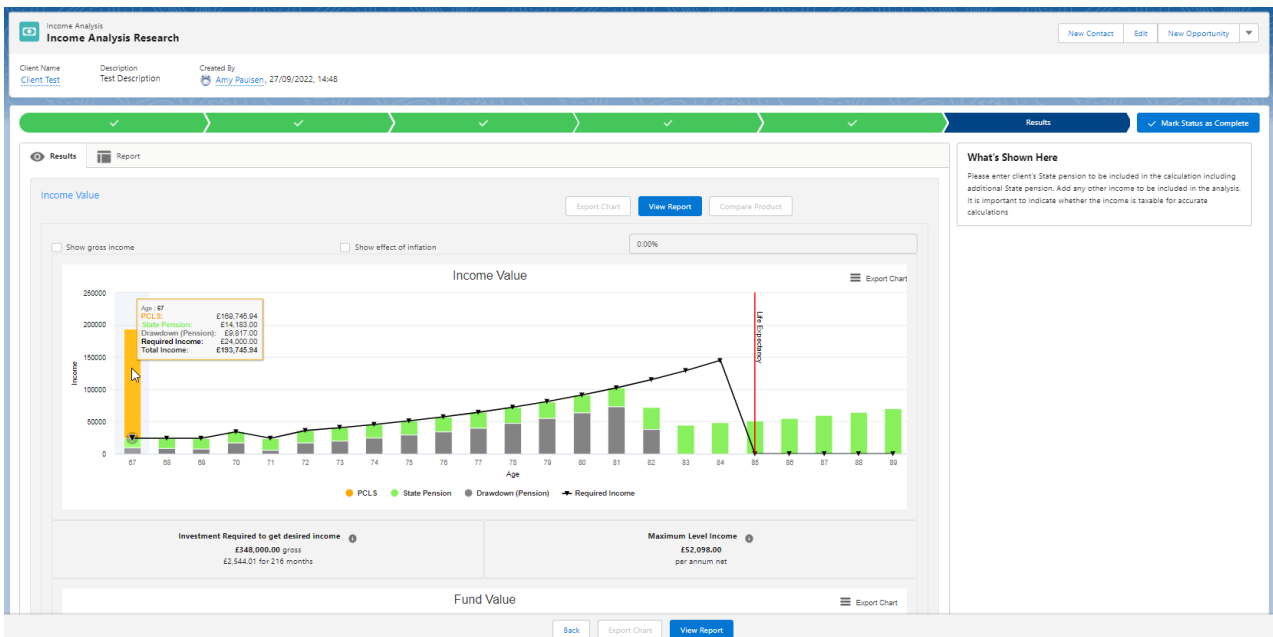 Income Analysis
Income Analysis Research
New Contact
Edit
New Opportunity
Client Name
Description
Created By
Client Test
Test Description
Amy Paulsen, 27/09/2022, 14:48
Results
Mark Status as Complete
Results
Report
Income Value
Export Chart
View Report
Compare Product
Show gross income
Show effect of inflation
0.00%
Income Value
Export Chart
Age : 67
PCLS: £169,745.94
State Pension: £14,183.00
Drawdown (Pension): £9,817.00
Required Income: £24,000.00
Total Income: £193,745.94
250000
200000
150000
100000
50000
0
Income
Life Expectancy
67 68 69 70 71 72 73 74 75 76 77 78 79 80 81 82 83 84 85 86 87 88 89
Age
PCLS
State Pension
Drawdown (Pension)
Required Income
Investment Required to get desired income
£348,000.00 gross
£2,544.01 for 216 months
Maximum Level Income
£52,098.00
per annum net
Fund Value
Export Chart
What's Shown Here
Please enter client's State pension to be included in the calculation including
additional State pension. Add any other income to be included in the analysis.
It is important to indicate whether the income is taxable for accurate
calculations
Back
Export Chart
View Report